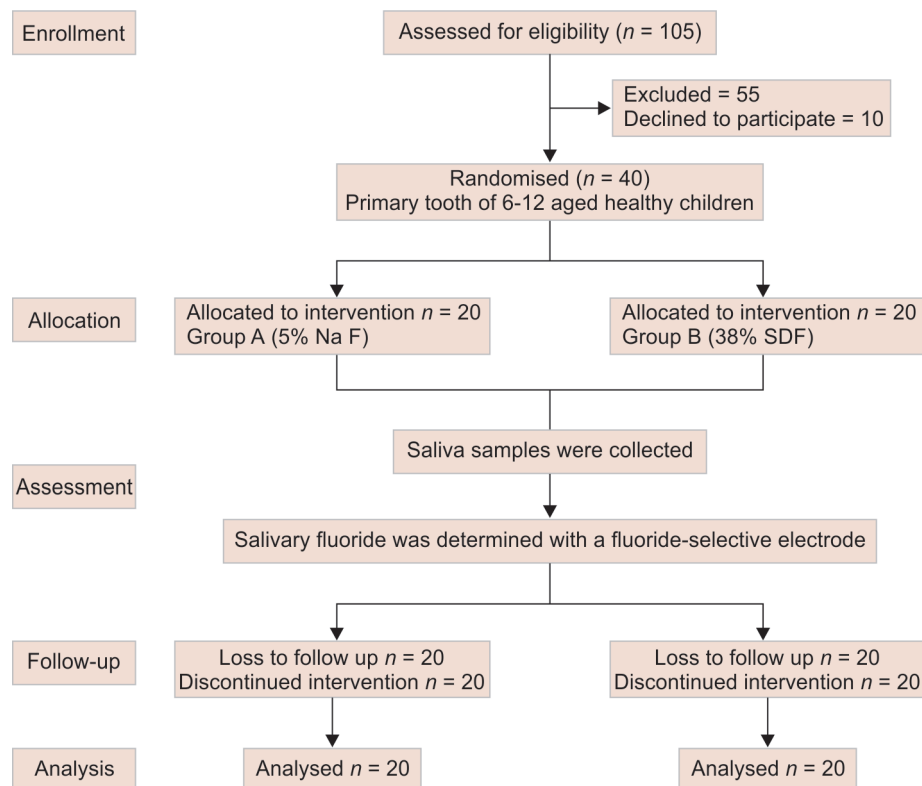 Enrollment
Assessed for eligibility (n = 105)
Excluded = 55
Declined to participate = 10
Randomised (n = 40)
Primary tooth of 6-12 aged healthy children
Allocation
Allocated to intervention n = 20
Group A (5% Na F)
Allocated to intervention n = 20
Group B (38% SDF)
Saliva samples were collected
Assessment
Salivary fluoride was determined with a fluoride-selective electrode
Follow-up
Loss to follow up n = 20
Discontinued intervention n = 20
Loss to follow up n = 20
Discontinued intervention n = 20
Analysis
Analysed n = 20
Analysed n = 20